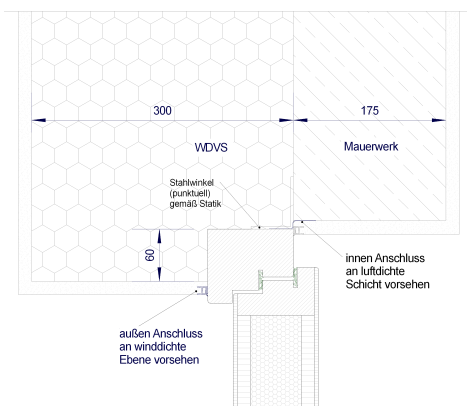 300
175
WDVS
Mauerwerk
Stahlwinkel
(punktuell)
gemäß Statik
60
innen Anschluss
an luftdichte
Schicht vorsehen
außen Anschluss
an winddichte
Ebene vorsehen